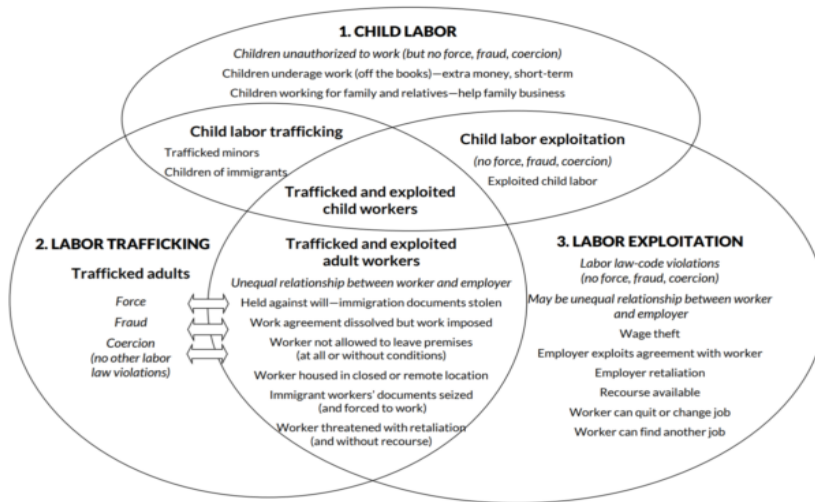 1. CHILD LABOR
Children unauthorized to work (but no force, fraud, coercion)
Children underage work (off the books)—extra money, short-term
Children working for family and relatives—help family business
Child labor trafficking
Trafficked minors
Children of immigrants
Child labor exploitation
(no force, fraud, coercion)
Exploited child labor
Trafficked and exploited
child workers
2. LABOR TRAFFICKING
Trafficked adults
Force
Fraud
Coercion
(no other labor
law violations)
Trafficked and exploited
adult workers
Unequal relationship between worker and employer
Held against will—immigration documents stolen
Work agreement dissolved but work imposed
Worker not allowed to leave premises
(at all or without conditions)
Worker housed in closed or remote location
Immigrant workers' documents seized
(and forced to work)
Worker threatened with retaliation
(and without recourse)
3. LABOR EXPLOITATION
Labor law-code violations
(no force, fraud, coercion)
May be unequal relationship between worker
and employer
Wage theft
Employer exploits agreement with worker
Employer retaliation
Recourse available
Worker can quit or change job
Worker can find another job